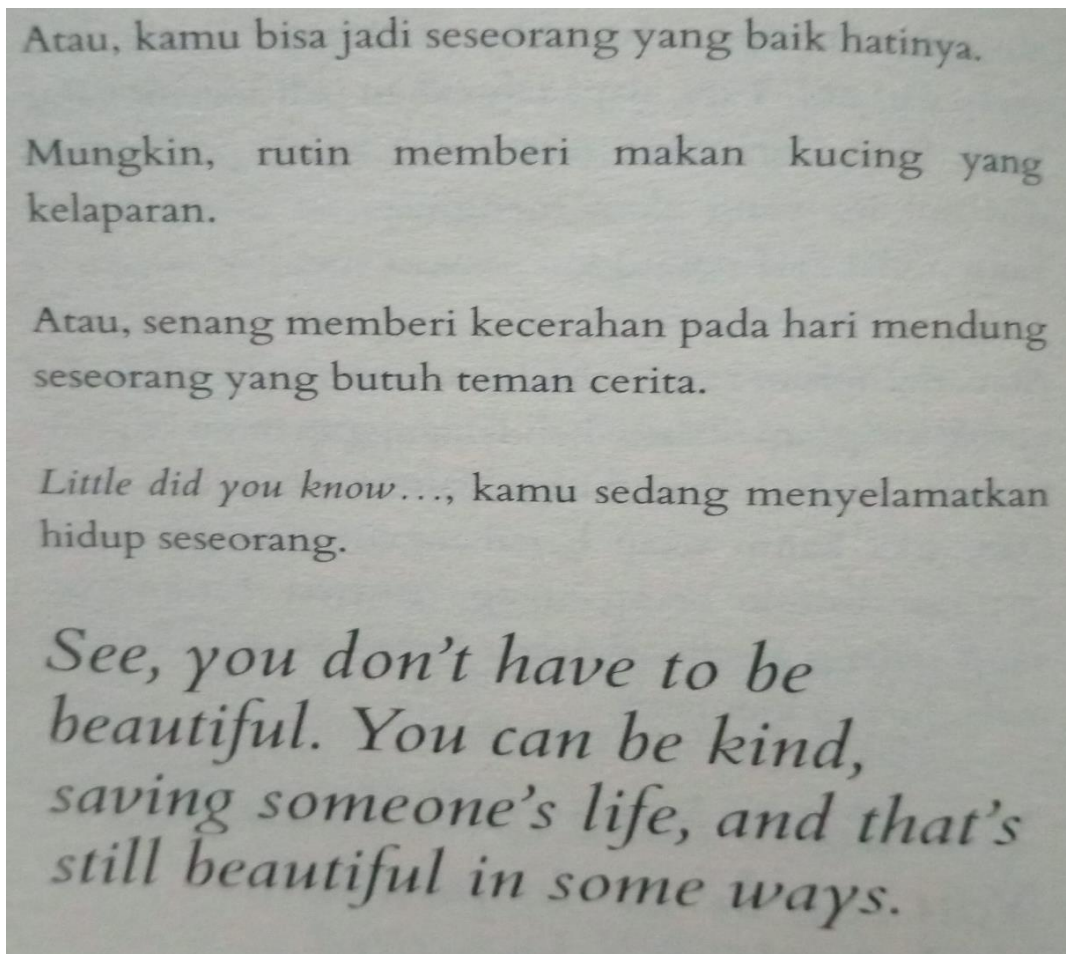 Atau, kamu bisa jadi seseorang yang baik hatinya.
Mungkin, rutin memberi makan kucing yang
kelaparan.
Atau, senang memberi kecerahan pada hari mendung
seseorang yang butuh teman cerita.
Little did you know..., kamu sedang menyelamatkan
hidup seseorang.
See, you don't have to be
beautiful. You can be kind,
saving someone's life, and that's
still beautiful in some ways.